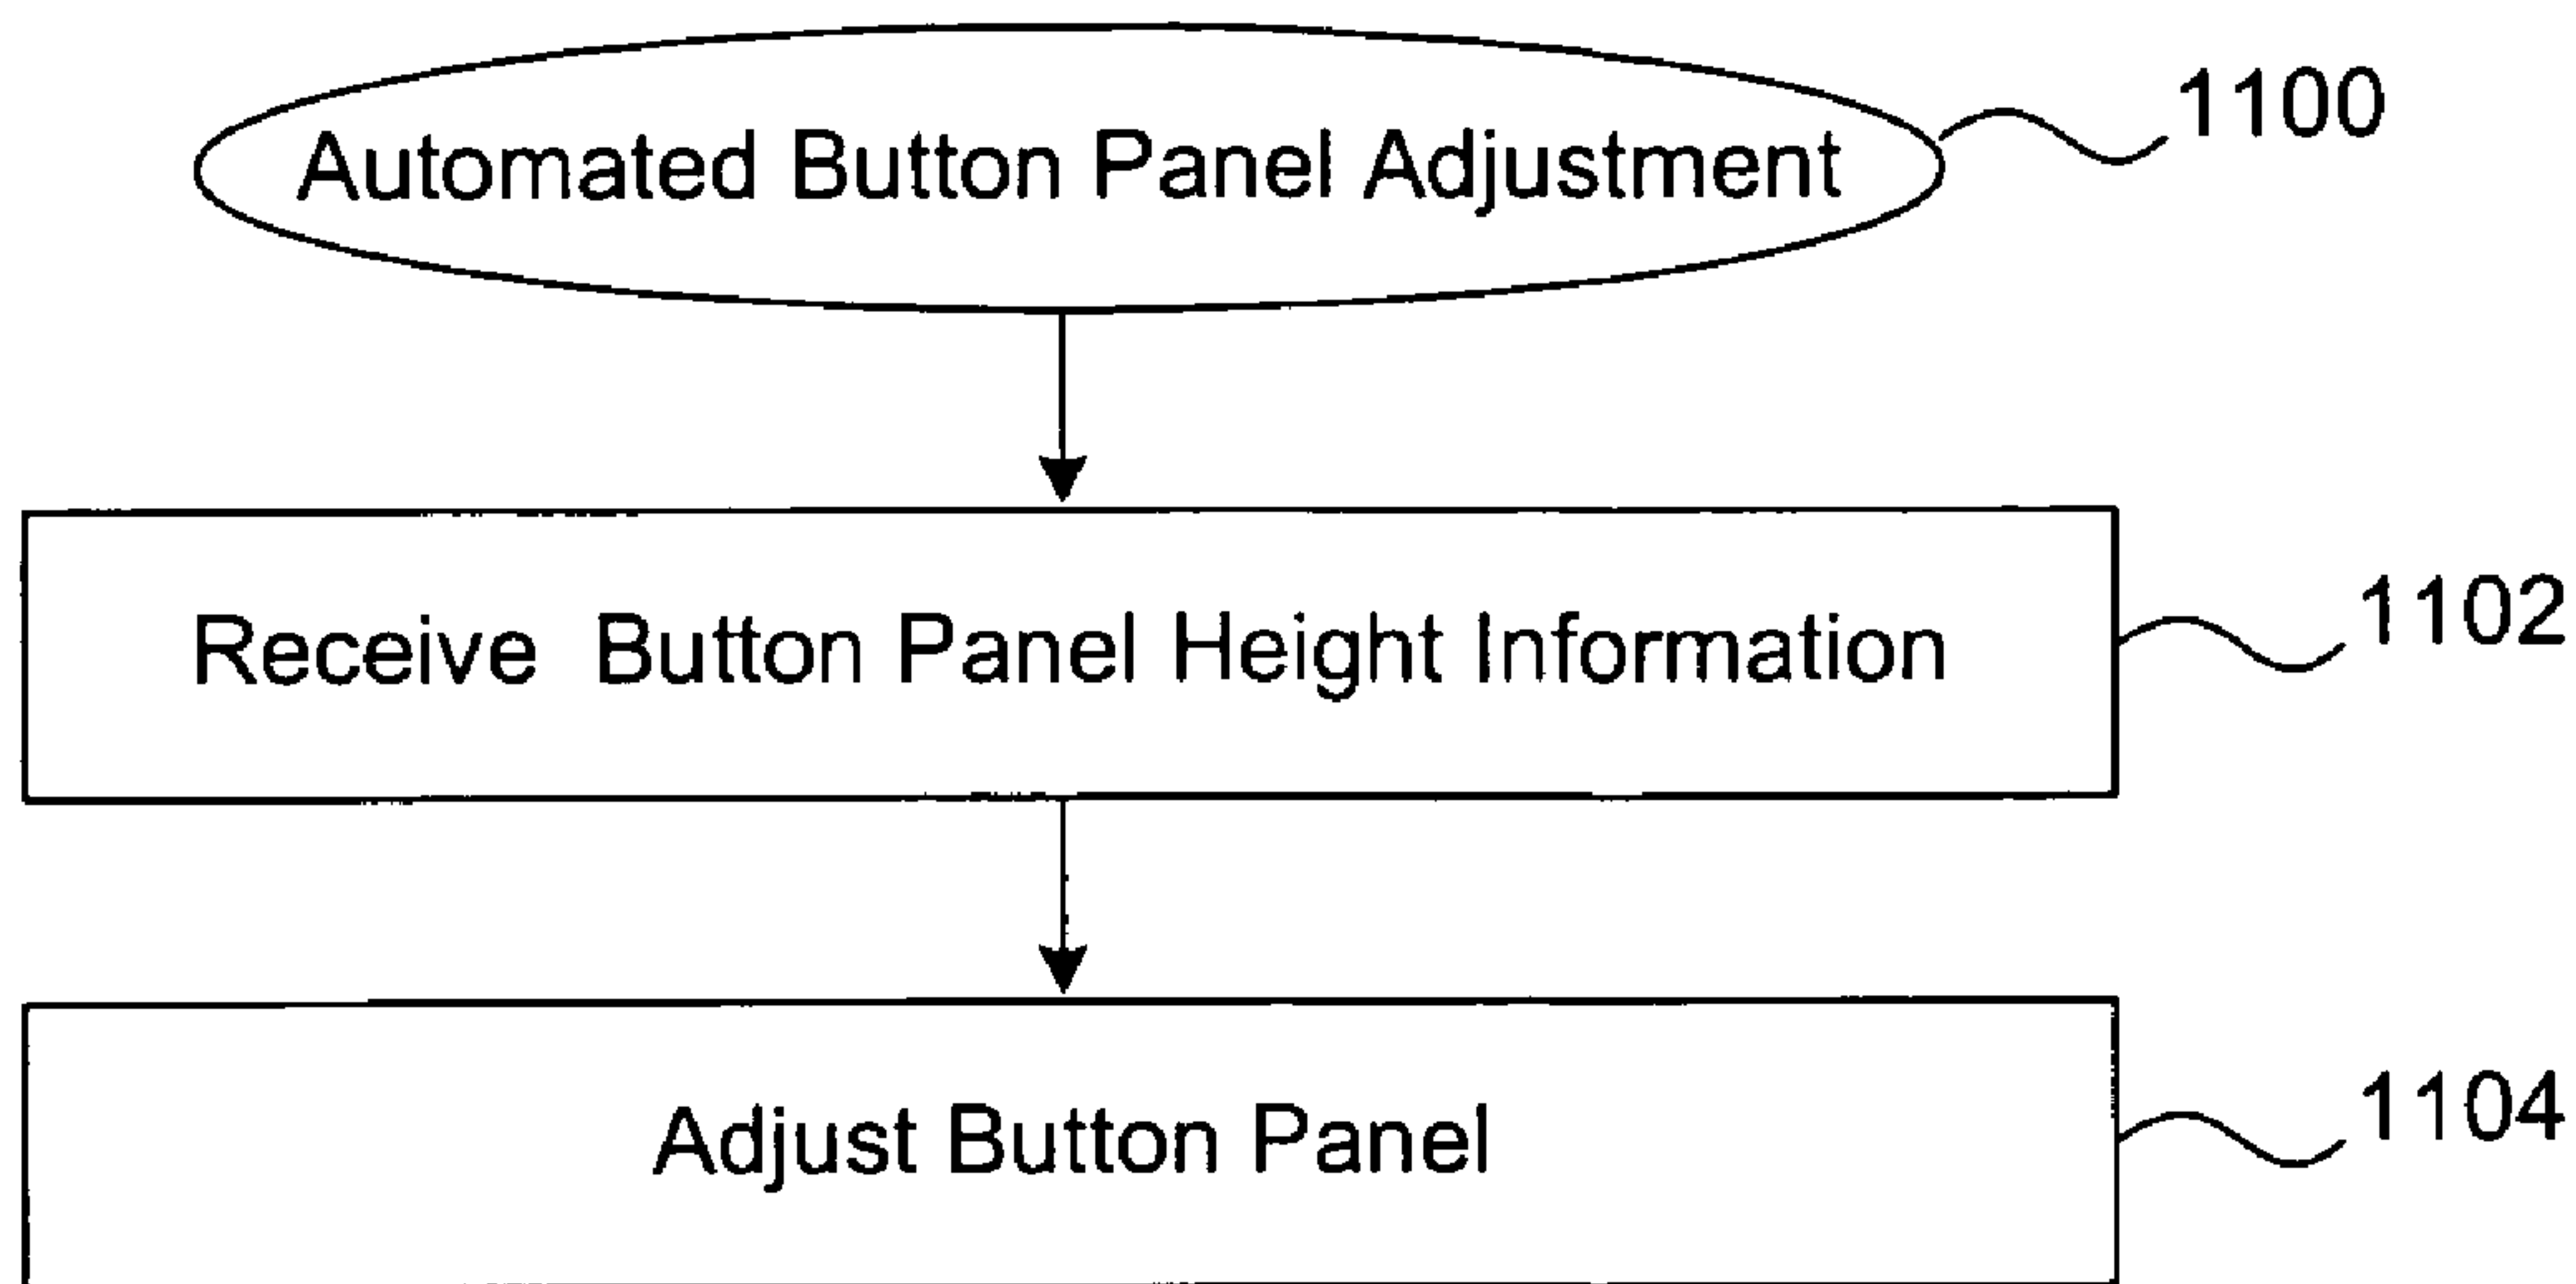 Automated Button Panel Adjustment
1100
Receive Button Panel Height Information
1102
Adjust Button Panel
1104